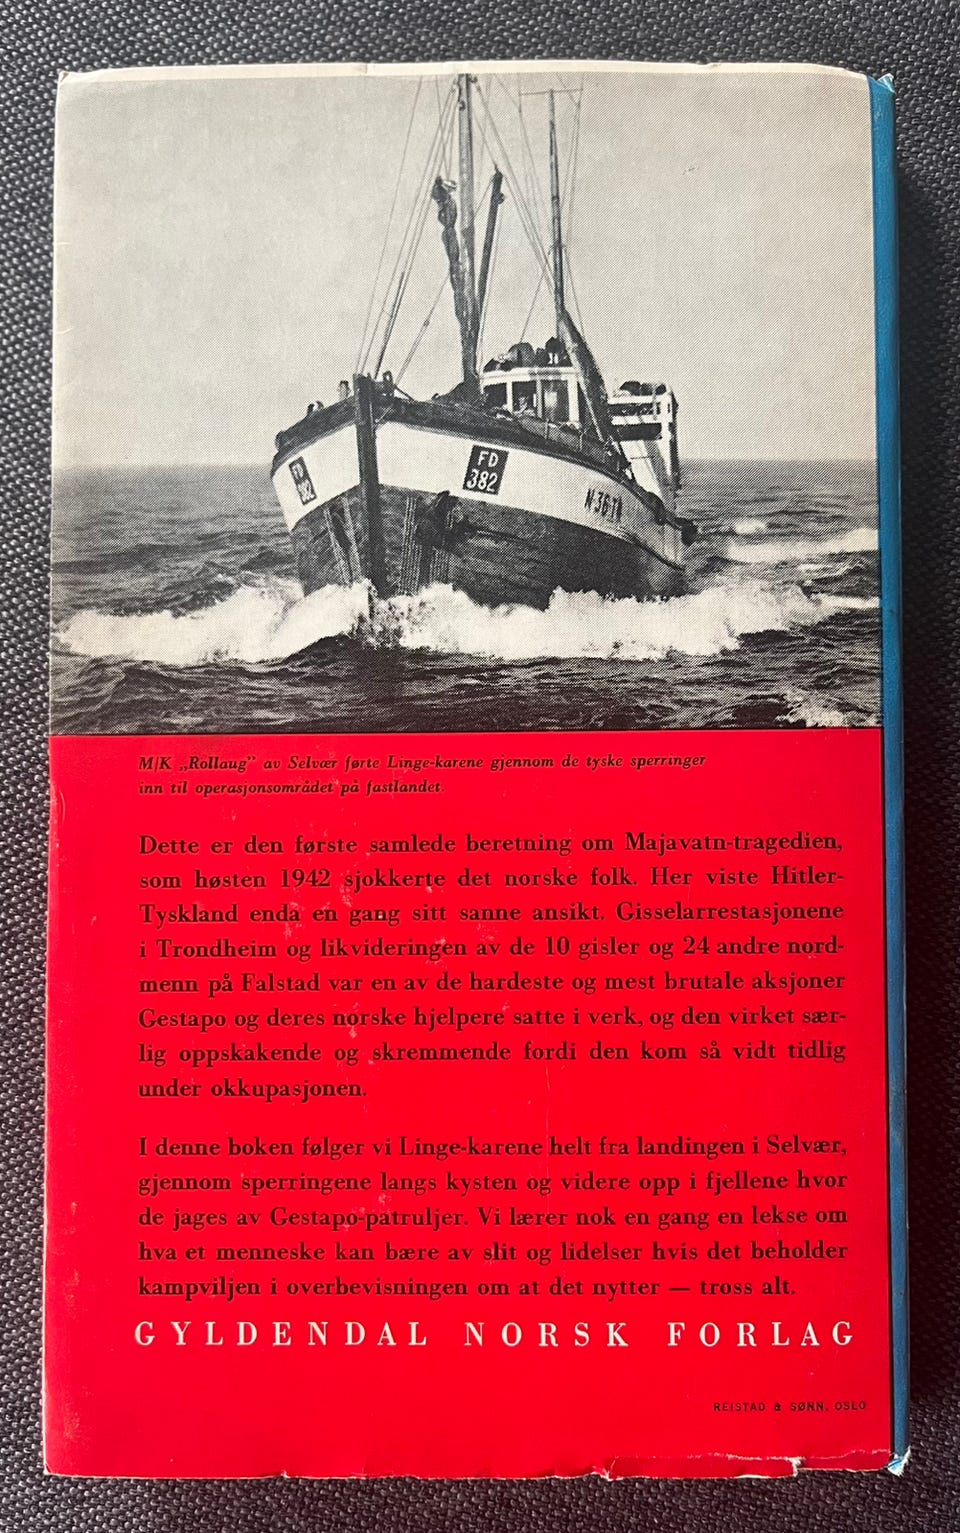 FD
382
FD
382
N-36-TN
M/K „Rollaug” av Selvær førte Linge-karene gjennom de tyske sperringer
inn til operasjonsområdet på fastlandet.
Dette er den første samlede beretning om Majavatn-tragedien,
som høsten 1942 sjokkerte det norske folk. Her viste Hitler-
Tyskland enda en gang sitt sanne ansikt. Gisselarrestasjonene
i Trondheim og likvideringen av de 10 gisler og 24 andre nord-
menn på Falstad var en av de hardeste og mest brutale aksjoner
Gestapo og deres norske hjelpere satte i verk, og den virket sær-
lig oppskakende og skremmende fordi den kom så vidt tidlig
under okkupasjonen.
I denne boken følger vi Linge-karene helt fra landingen i Selvær,
gjennom sperringene langs kysten og videre opp i fjellene hvor
de jages av Gestapo-patruljer. Vi lærer nok en gang en lekse om
hva et menneske kan bære av slit og lidelser hvis det beholder
kampviljen i overbevisningen om at det nytter — tross alt.
GYLDENDAL NORSK FORLAG
REISTAD & SØNN, OSLO